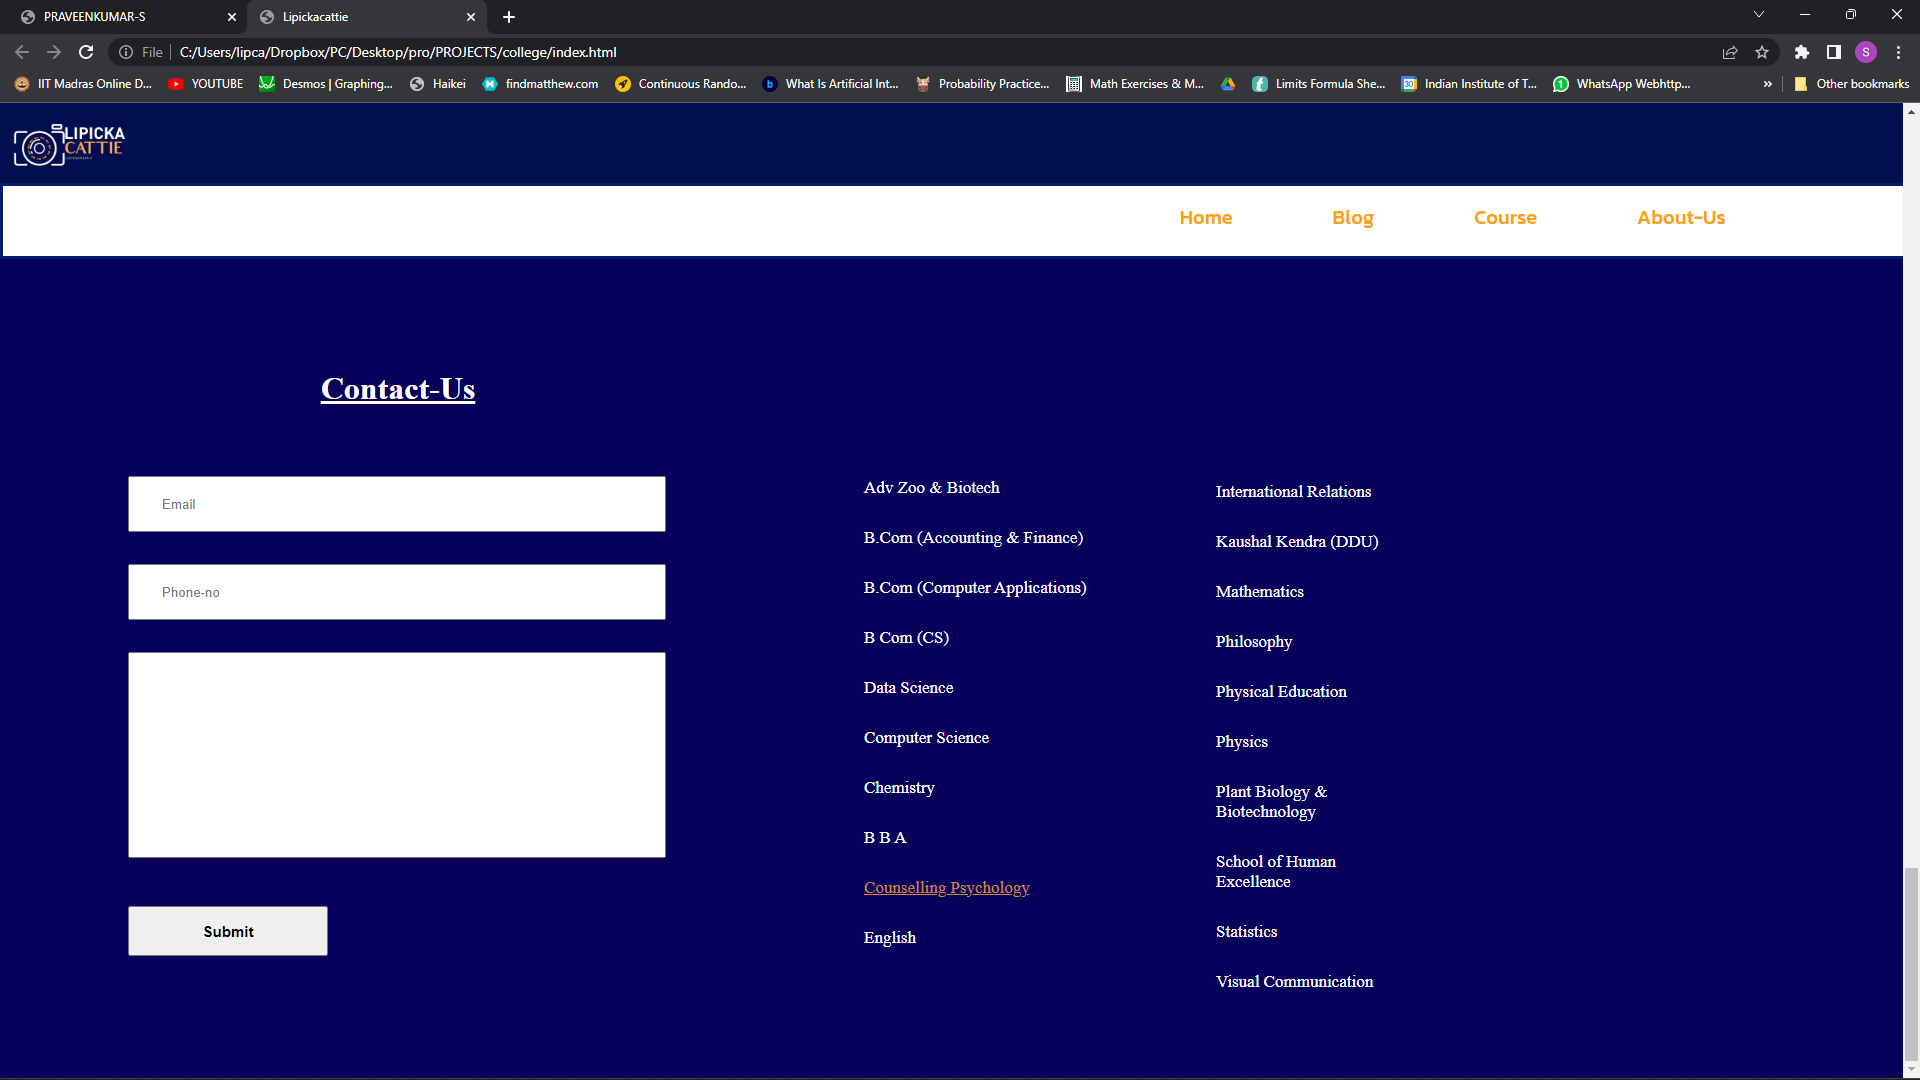 PRAVEENKUMAR-S
Lipickacattie
File
C:/Users/lipca/Dropbox/PC/Desktop/pro/PROJECTS/college/index.html
S
IIT Madras Online D...
YOUTUBE
Desmos | Graphing...
Haikei
findmatthew.com
Continuous Rando...
What Is Artificial Int...
Probability Practice...
Math Exercises & M...
Limits Formula She...
Indian Institute of T...
WhatsApp Webhttp...
»
Other bookmarks
LIPICKA
CATTIE
Home
Blog
Course
About-Us
Contact-Us
Email
Phone-no
Submit
Adv Zoo & Biotech
B.Com (Accounting & Finance)
B.Com (Computer Applications)
B Com (CS)
Data Science
Computer Science
Chemistry
B B A
Counselling Psychology
English
International Relations
Kaushal Kendra (DDU)
Mathematics
Philosophy
Physical Education
Physics
Plant Biology &
Biotechnology
School of Human
Excellence
Statistics
Visual Communication